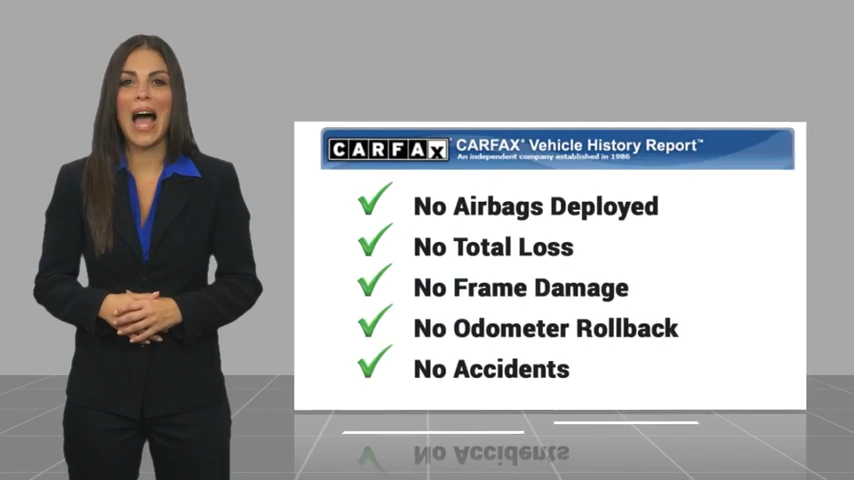 CARFAX CARFAX® Vehicle History Report™
An independent company established in 1986
No Airbags Deployed
No Total Loss
No Frame Damage
No Odometer Rollback
No Accidents
No Accidents